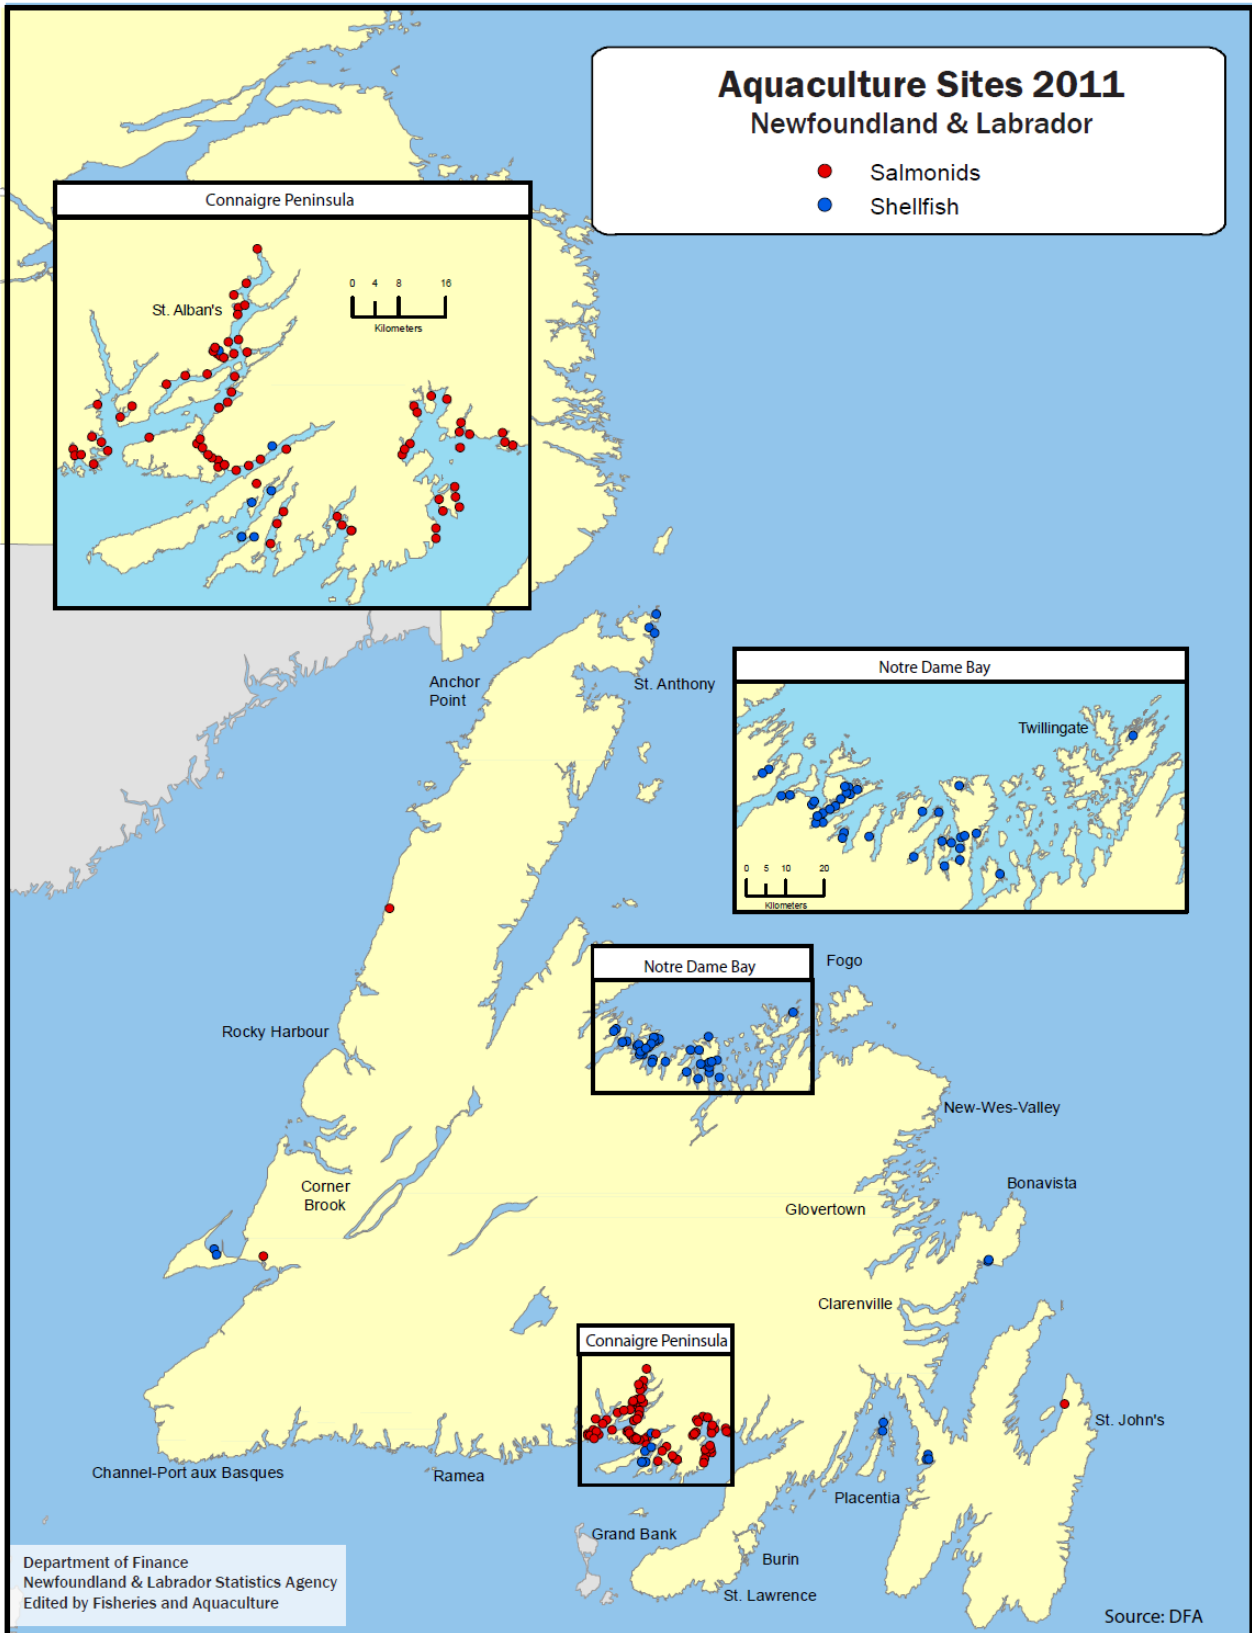 Aquaculture Sites 2011
Newfoundland & Labrador
Salmonids
Shellfish
Connaigre Peninsula
0 4 8 16
Kilometers
St. Alban's
Anchor
Point
St. Anthony
Notre Dame Bay
Twillingate
0 5 10 20
Kilometers
Notre Dame Bay
Fogo
Rocky Harbour
New-Wes-Valley
Corner
Brook
Bonavista
Glovertown
Clarenville
Connaigre Peninsula
St. John's
Channel-Port aux Basques
Ramea
Placentia
Grand Bank
Burin
St. Lawrence
Department of Finance
Newfoundland & Labrador Statistics Agency
Edited by Fisheries and Aquaculture
Source: DFA